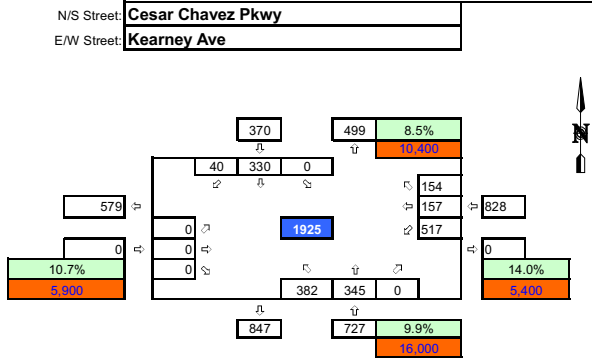 N/S Street: Cesar Chavez Pkwy
E/W Street: Kearney Ave
N
370 499 8.5%
10,400
40 330 0
154
579 157 828
0 1925 517
0 0 0
10.7% 0 14.0%
5,900 382 345 0 5,400
847 727 9.9%
16,000